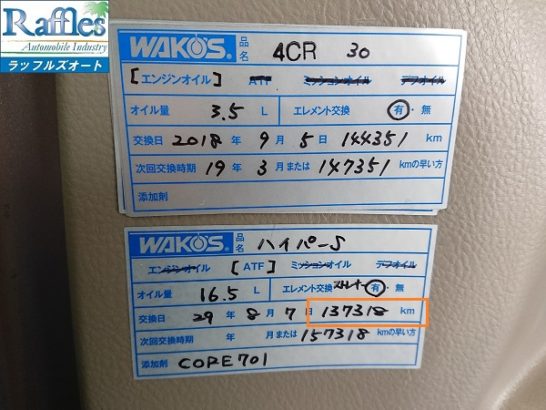 Raffles
Automobile Industry
ラッフルズオート
WAKO'S. 品名 4CR 30
[エンジンオイル] ATF ミッションオイル デフオイル
オイル量 3.5 L エレメント交換 有・無
交換日 2018 年 9 月 5 日 144351 km
次回交換時期 19 年 3 月または 147351 kmの早い方
添加剤
WAKO'S. 品名 ハイパーS
エンジンオイル [ATF] ミッションオイル デフオイル
オイル量 16.5 L エレメント交換 ストレーナー 有・無
交換日 29 年 8 月 7 日 137318 km
次回交換時期 年 月または 157318 kmの早い方
添加剤 CORE701